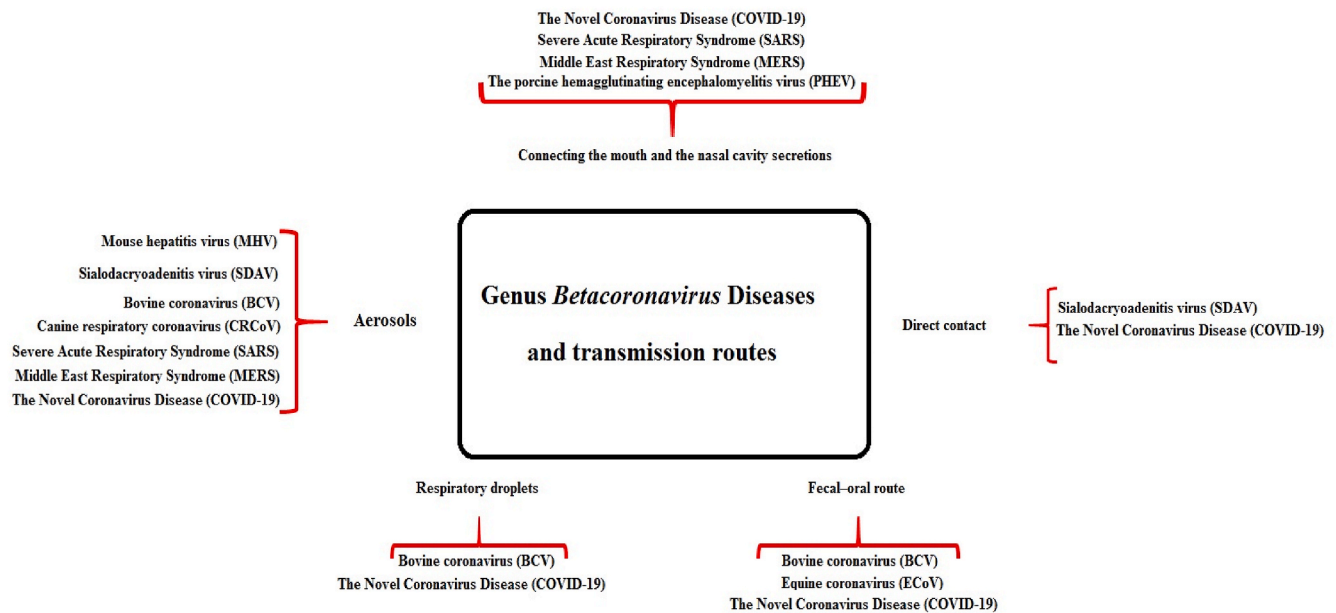 The Novel Coronavirus Disease (COVID-19)
Severe Acute Respiratory Syndrome (SARS)
Middle East Respiratory Syndrome (MERS)
The porcine hemagglutinating encephalomyelitis virus (PHEV)
Connecting the mouth and the nasal cavity secretions
Mouse hepatitis virus (MHV)
Sialodacryoadenitis virus (SDAV)
Bovine coronavirus (BCV)
Canine respiratory coronavirus (CRCoV)
Severe Acute Respiratory Syndrome (SARS)
Middle East Respiratory Syndrome (MERS)
The Novel Coronavirus Disease (COVID-19)
Aerosols
Genus Betacoronavirus Diseases
and transmission routes
Direct contact
Sialodacryoadenitis virus (SDAV)
The Novel Coronavirus Disease (COVID-19)
Respiratory droplets
Bovine coronavirus (BCV)
The Novel Coronavirus Disease (COVID-19)
Fecal–oral route
Bovine coronavirus (BCV)
Equine coronavirus (ECoV)
The Novel Coronavirus Disease (COVID-19)